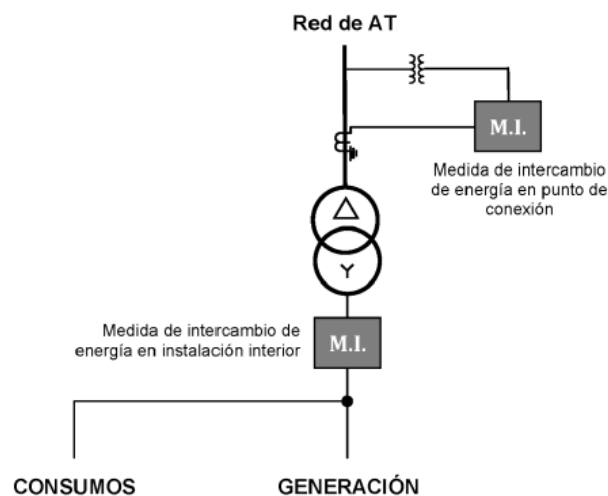 Red de AT
M.I.
Medida de intercambio
de energía en punto de
conexión
Medida de intercambio de
energía en instalación interior
M.I.
CONSUMOS
GENERACIÓN